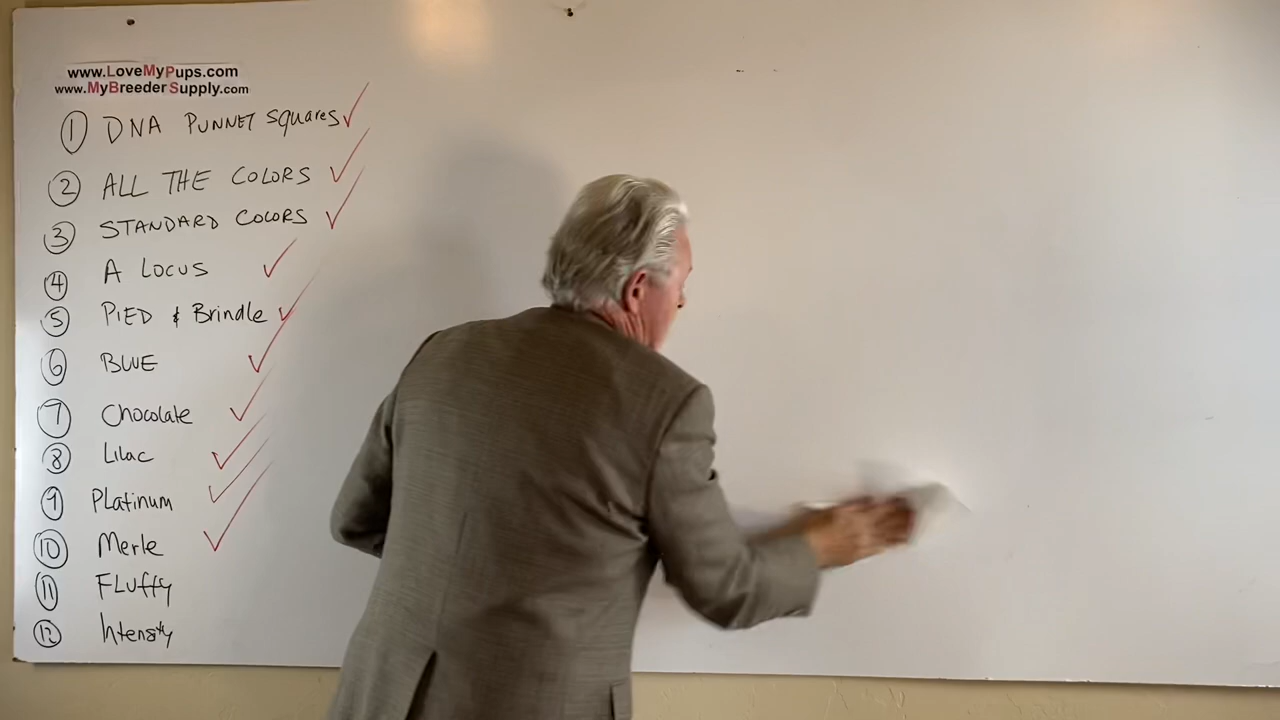 www.LoveMyPups.com
www.MyBreederSupply.com
① DNA PUNNET SQuares ✓
② ALL THE COLORS ✓
③ STANDARD COLORS ✓
④ A LOCUS ✓
⑤ PIED & Brindle ✓
⑥ BLUE ✓
⑦ Chocolate ✓
⑧ Lilac ✓
⑨ Platinum ✓
⑩ Merle ✓
⑪ FLuffy
⑫ Intensity